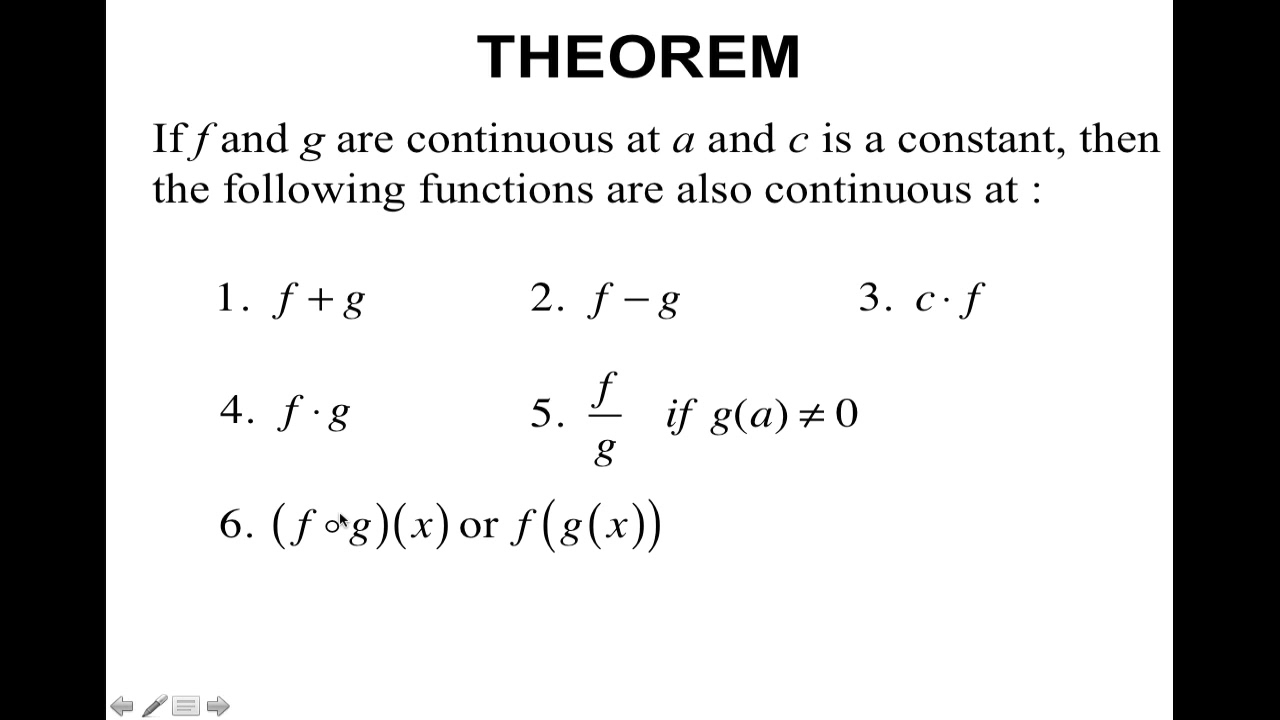 THEOREM
If f and g are continuous at a and c is a constant, then
the following functions are also continuous at :
1. f + g 2. f − g 3. c · f
4. f · g 5. f/g if g(a) ≠ 0
6. (f ∘ g)(x) or f(g(x))